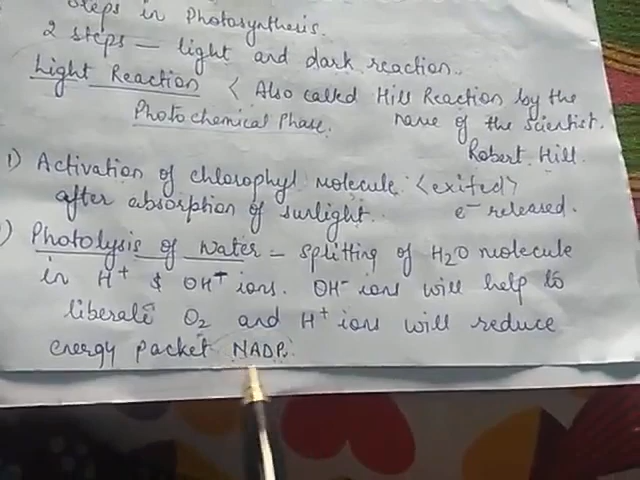 Steps in Photosynthesis.
2 steps — light and dark reaction.
Light Reaction < Also called Hill Reaction by the
Photochemical Phase. name of the scientist.
Robert Hill.
1) Activation of chlorophyl molecule <exited>
after absorption of sunlight. e- released.
) Photolysis of Water - splitting of H2O molecule
in H+ & OH- ions. OH- ions will help to
liberate O2 and H+ ions will reduce
energy packet NADP.